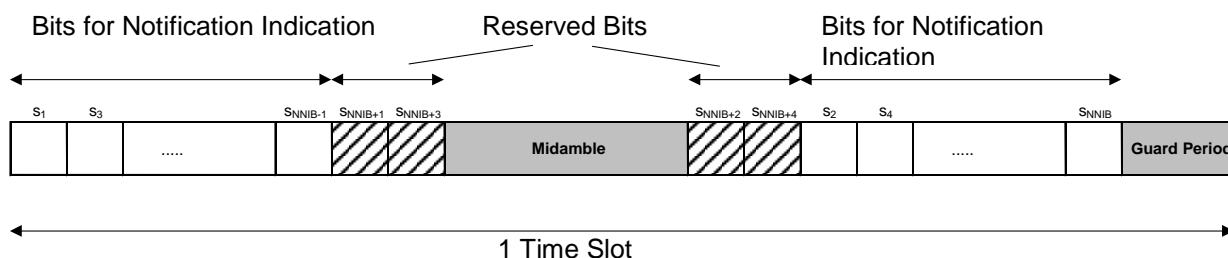 Bits for Notification Indication
Reserved Bits
Bits for Notification
Indication
s1 s3 sNNIB-1 sNNIB+1 sNNIB+3 sNNIB+2 sNNIB+4 s2 s4 sNNIB
..... Midamble ..... Guard Period
1 Time Slot